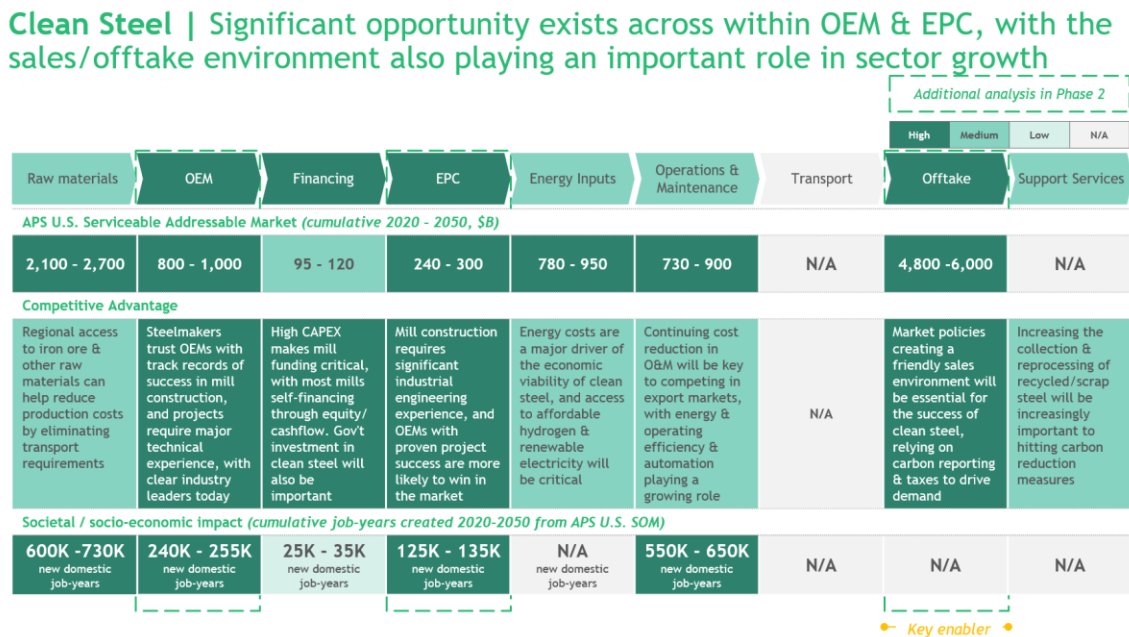 Clean Steel | Significant opportunity exists across within OEM & EPC, with the
sales/offtake environment also playing an important role in sector growth
Additional analysis in Phase 2
High
Medium
Low
N/A
Raw materials
OEM
Financing
EPC
Energy Inputs
Operations &
Maintenance
Transport
Offtake
Support Services
APS U.S. Serviceable Addressable Market (cumulative 2020 - 2050, $B)
2,100 - 2,700
800 - 1,000
95 - 120
240 - 300
780 - 950
730 - 900
N/A
4,800 -6,000
N/A
Competitive Advantage
Regional access
to iron ore &
other raw
materials can
help reduce
production costs
by eliminating
transport
requirements
Steelmakers
trust OEMs with
track records of
success in mill
construction,
and projects
require major
technical
experience, with
clear industry
leaders today
High CAPEX
makes mill
funding critical,
with most mills
self-financing
through equity/
cashflow. Gov't
investment in
clean steel will
also be
important
Mill construction
requires
significant
industrial
engineering
experience, and
OEMs with
proven project
success are more
likely to win in
the market
Energy costs are
a major driver of
the economic
viability of clean
steel, and access
to affordable
hydrogen &
renewable
electricity will
be critical
Continuing cost
reduction in
O&M will be key
to competing in
export markets,
with energy &
operating
efficiency &
automation
playing a
growing role
N/A
Market policies
creating a
friendly sales
environment will
be essential for
the success of
clean steel,
relying on
carbon reporting
& taxes to drive
demand
Increasing the
collection &
reprocessing of
recycled/scrap
steel will be
increasingly
important to
hitting carbon
reduction
measures
Societal / socio-economic impact (cumulative job-years created 2020-2050 from APS U.S. SOM)
600K -730K
new domestic
job-years
240K - 255K
new domestic
job-years
25K - 35K
new domestic
job-years
125K - 135K
new domestic
job-years
N/A
new domestic
job-years
550K - 650K
new domestic
job-years
N/A
N/A
N/A
Key enabler